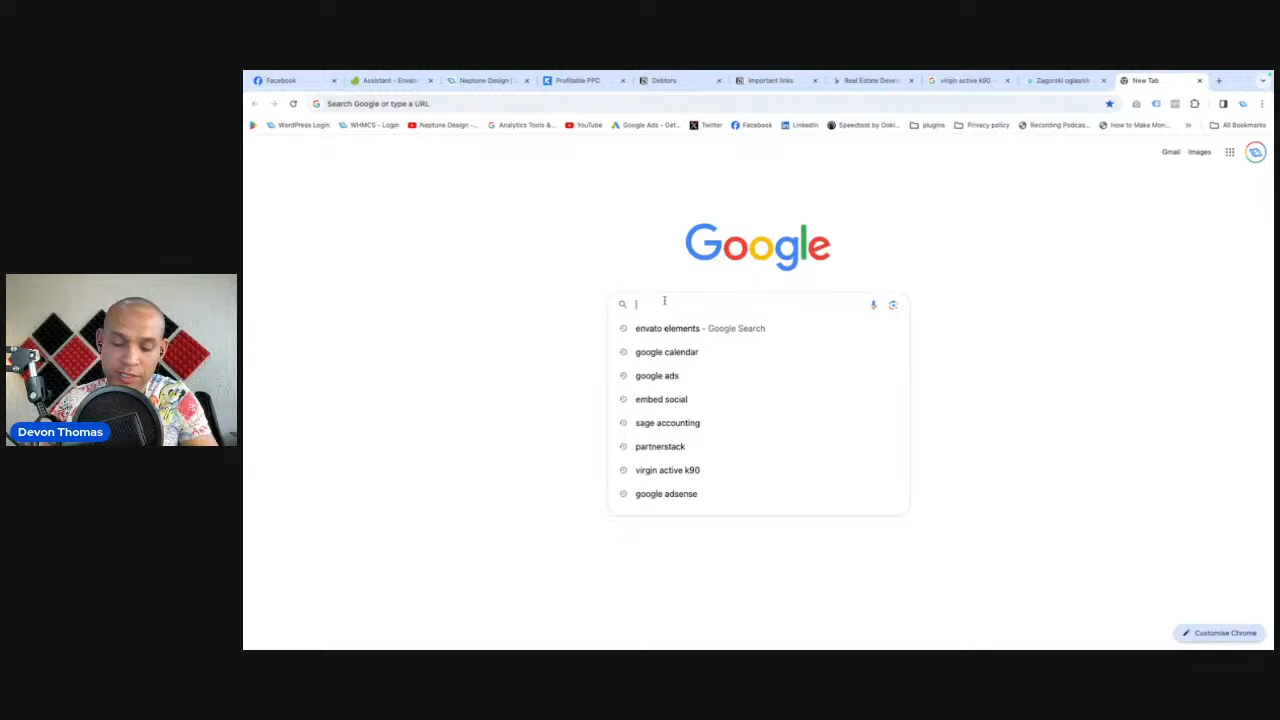 Facebook
Assistant - Envato
Neptune Design |
Profitable PPC
Debtors
Important links
Real Estate Devel
virgin active k90
Zagorski oglasnik
New Tab
Search Google or type a URL
WordPress Login
WHMCS - Login
Neptune Design -...
Analytics Tools &...
YouTube
Google Ads - Get...
Twitter
Facebook
LinkedIn
Speedtest by Ookl...
plugins
Privacy policy
Recording Podcas...
How to Make Mon...
All Bookmarks
Gmail
Images
Google
envato elements - Google Search
google calendar
google ads
embed social
sage accounting
partnerstack
virgin active k90
google adsense
Devon Thomas
Customise Chrome